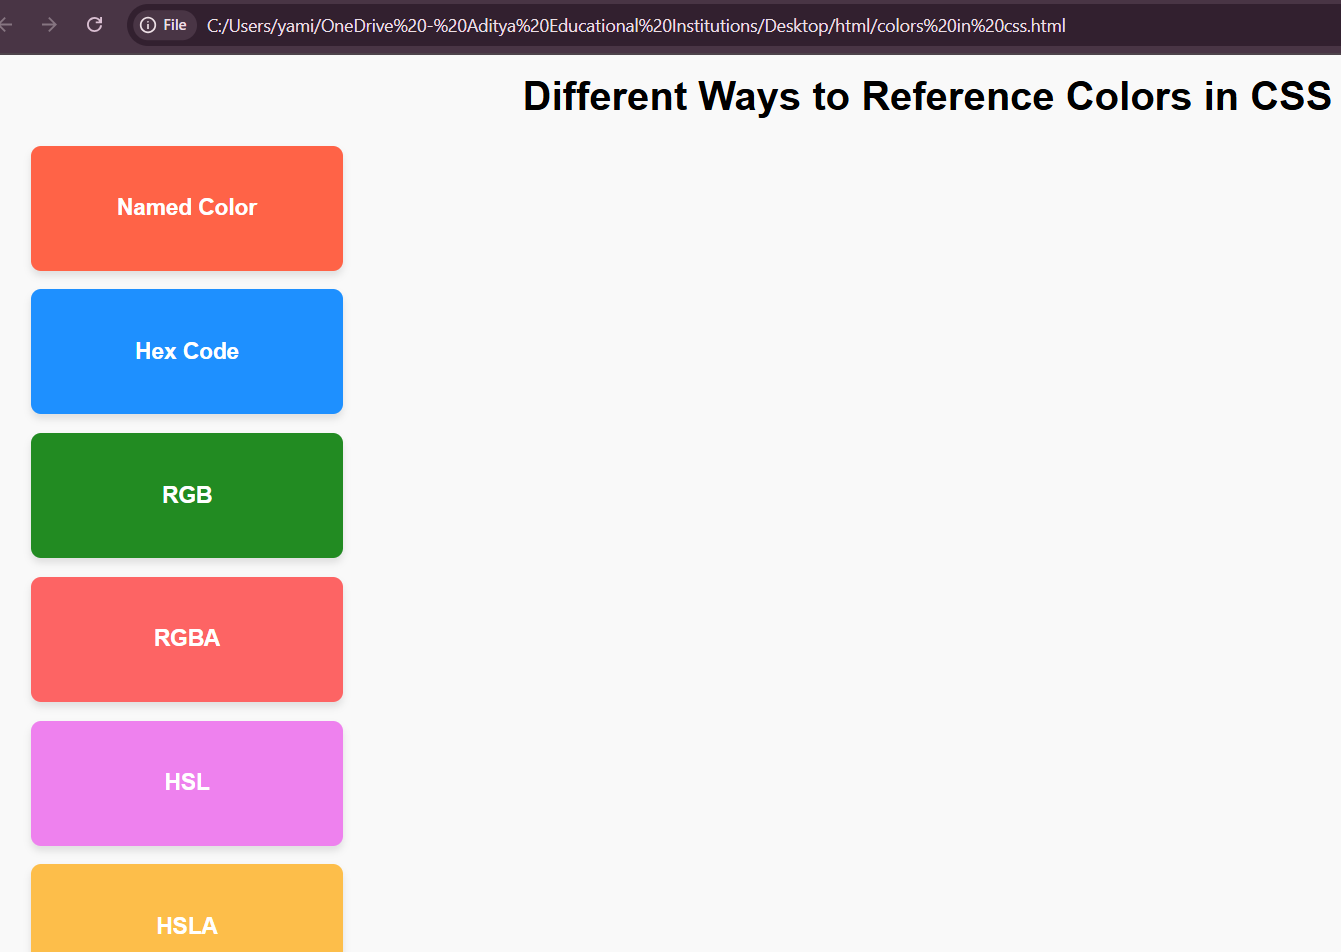 File C:/Users/yami/OneDrive%20-%20Aditya%20Educational%20Institutions/Desktop/html/colors%20in%20css.html
Different Ways to Reference Colors in CSS
Named Color
Hex Code
RGB
RGBA
HSL
HSLA